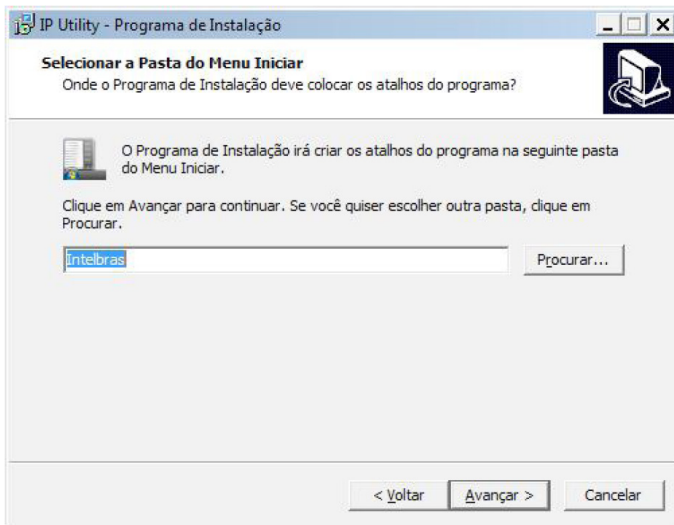 IP Utility - Programa de Instalação
Selecionar a Pasta do Menu Iniciar
Onde o Programa de Instalação deve colocar os atalhos do programa?
O Programa de Instalação irá criar os atalhos do programa na seguinte pasta
do Menu Iniciar.
Clique em Avançar para continuar. Se você quiser escolher outra pasta, clique em
Procurar.
Intelbras
Procurar...
< Voltar
Avançar >
Cancelar